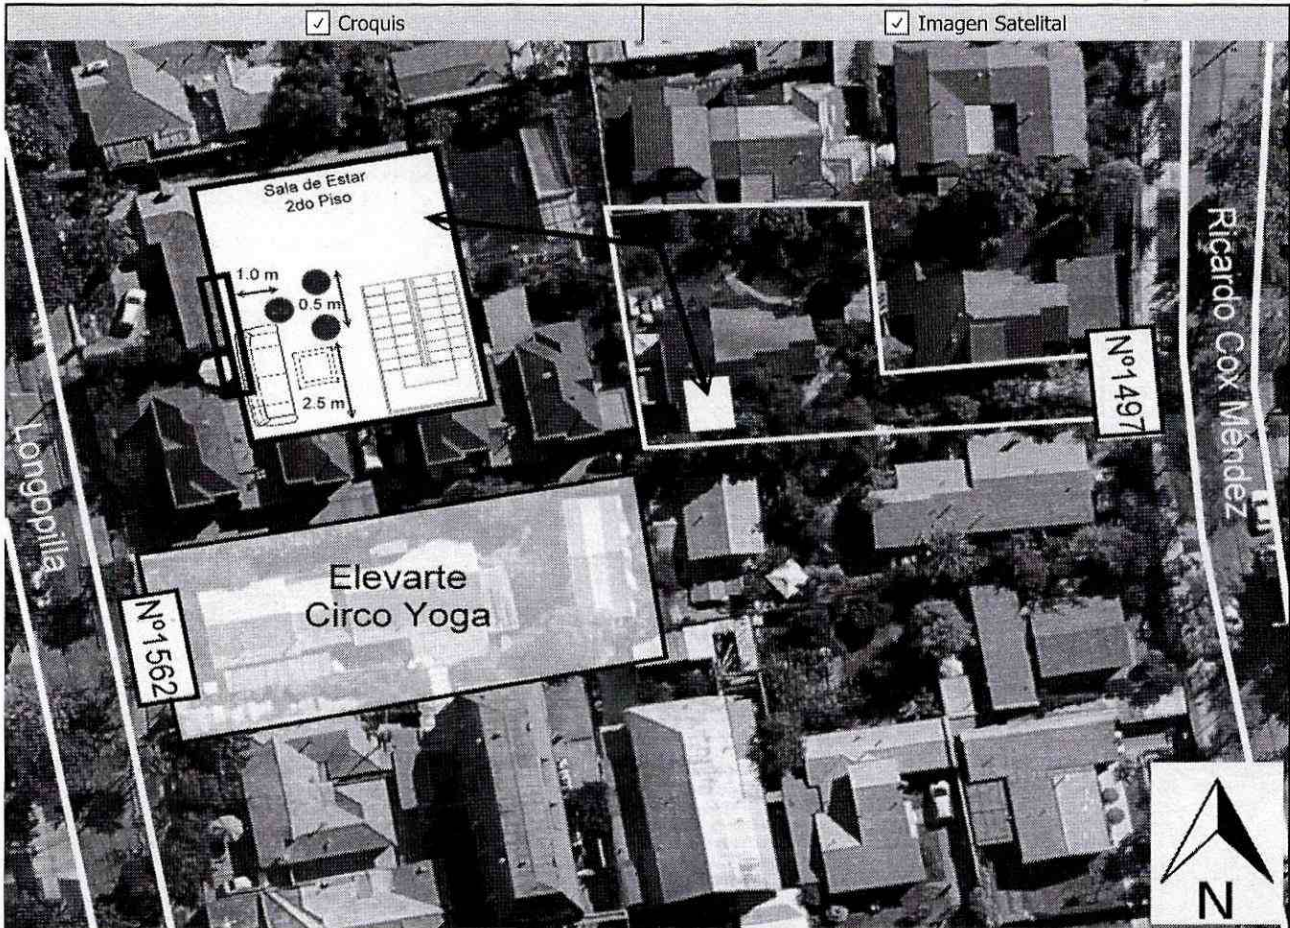 ✓ Croquis
✓ Imagen Satelital
Sala de Estar
2do Piso
1.0 m
0.5 m
2.5 m
Ricardo Cox Méndez
Nº1497
Longopilla
Elevarte
Circo Yoga
Nº1562
N